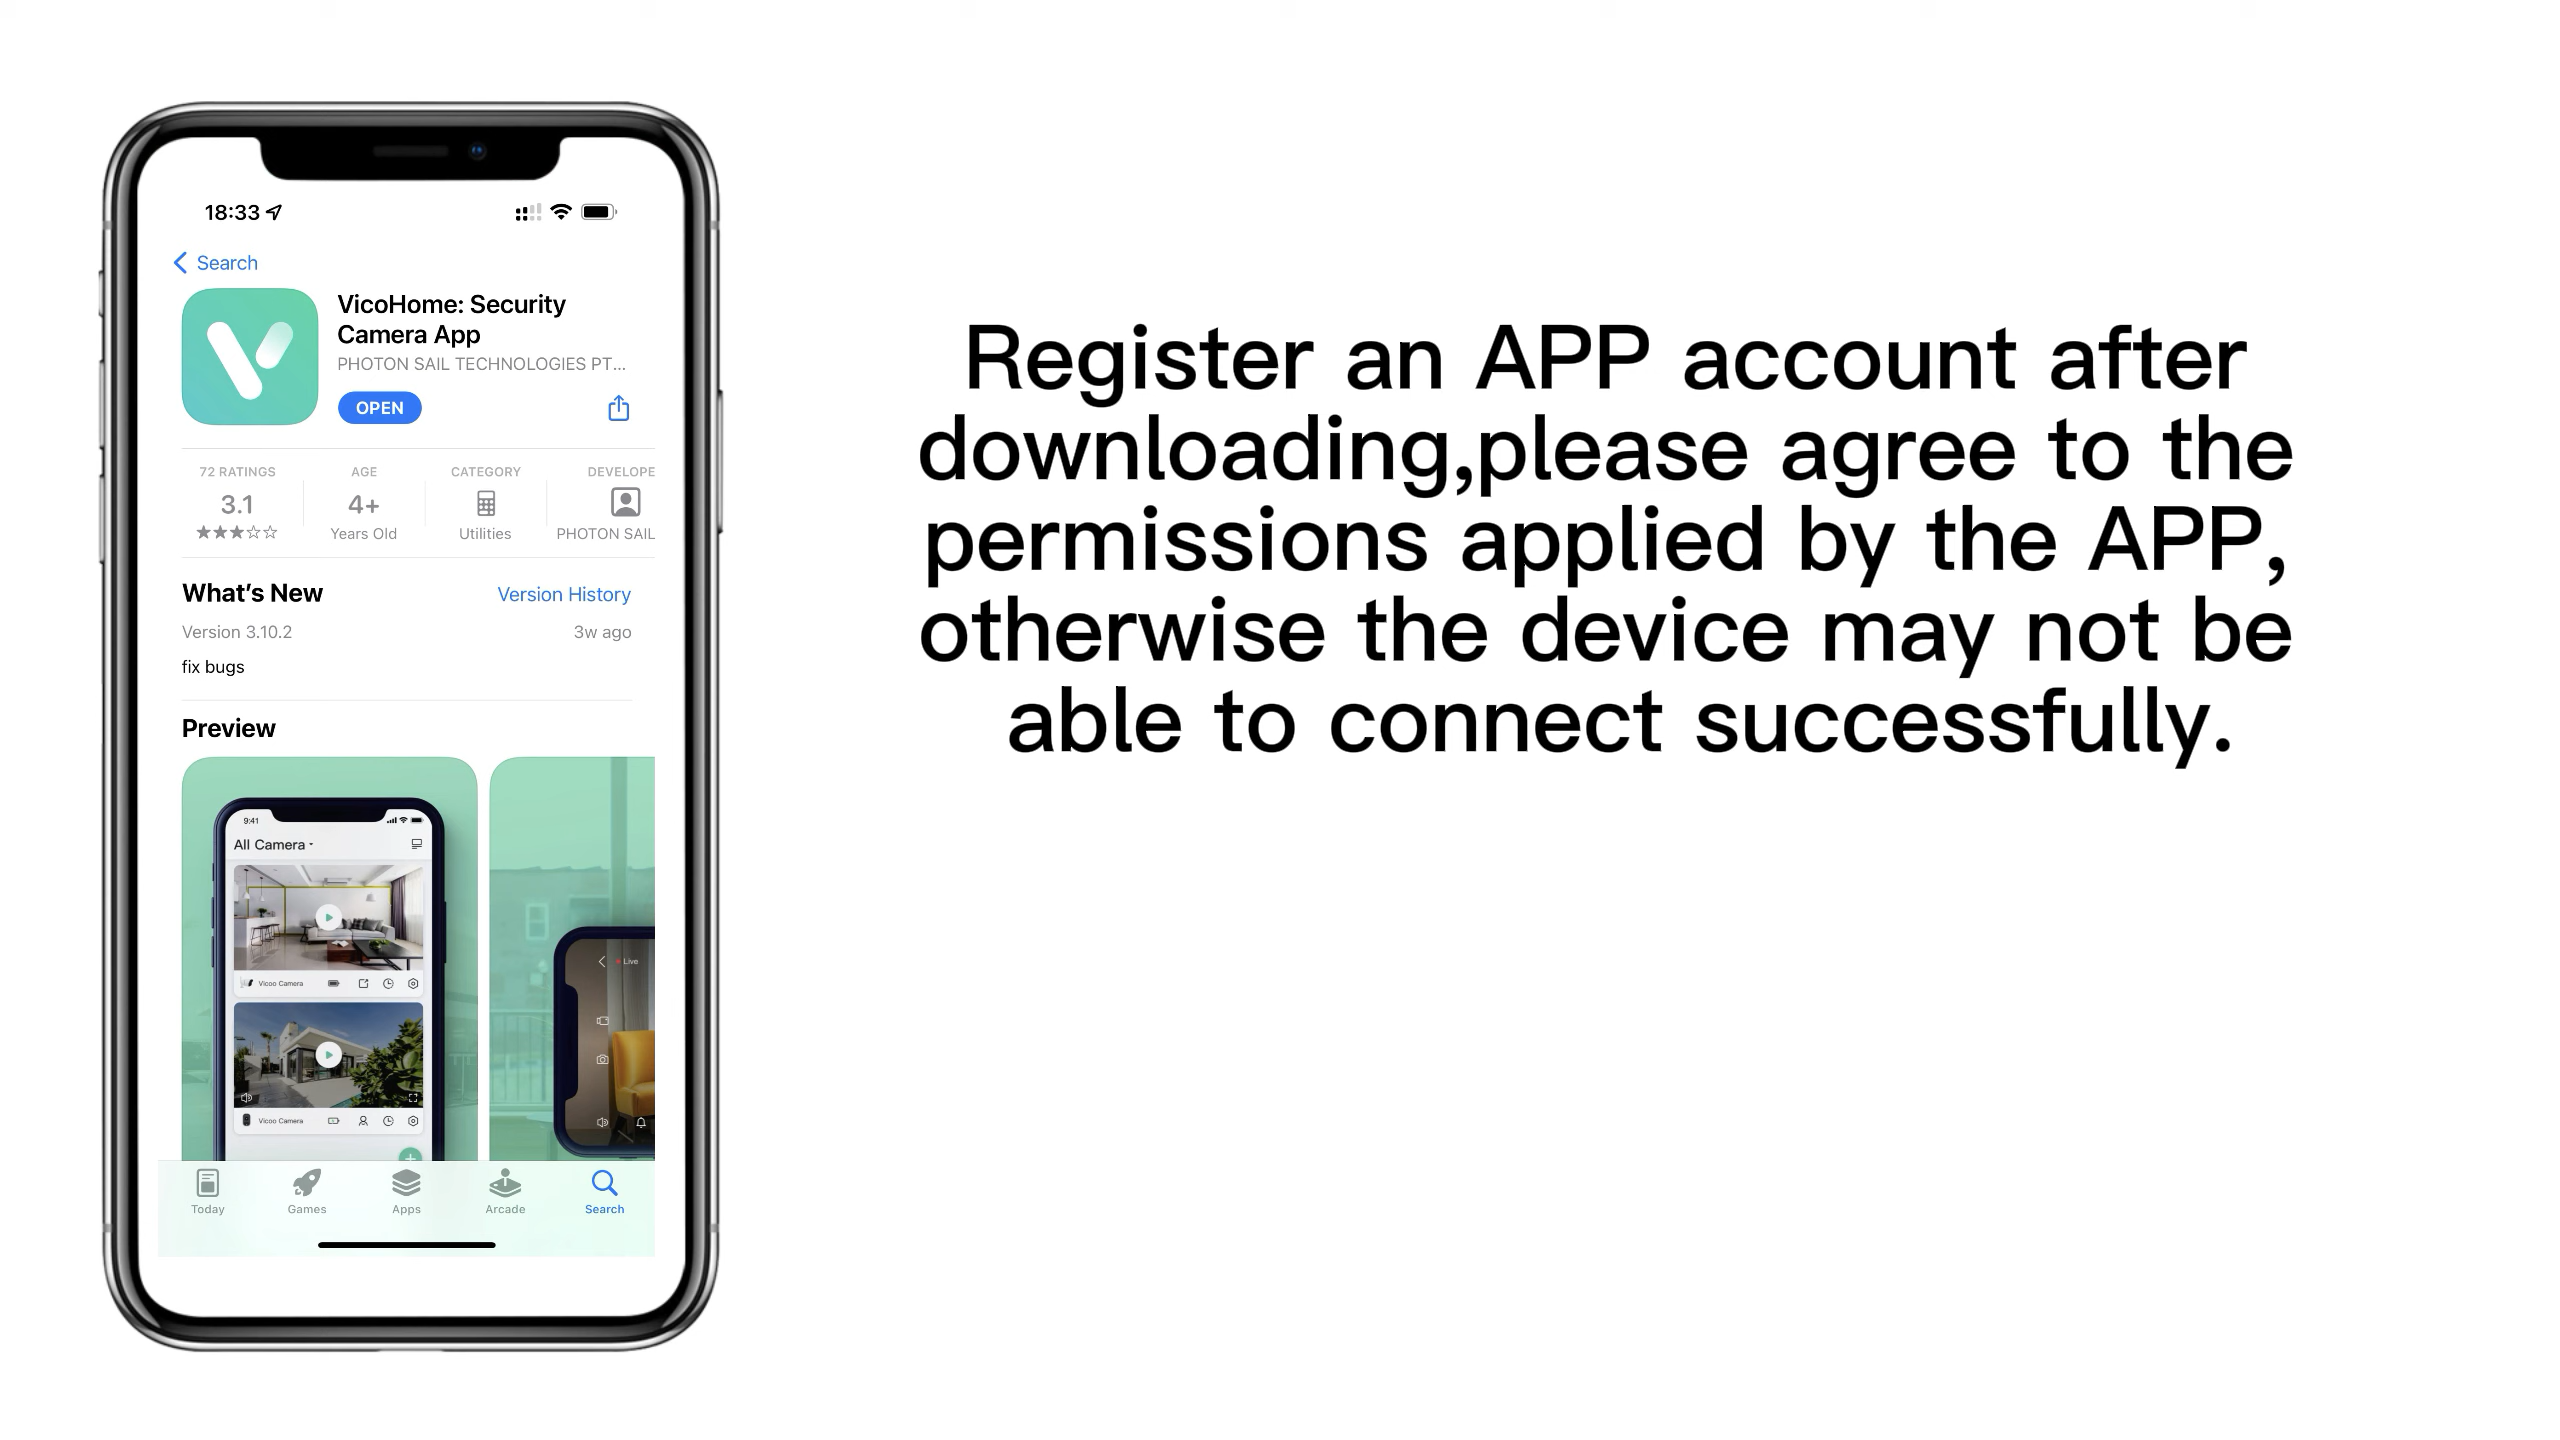 18:33
Search
VicoHome: Security
Camera App
PHOTON SAIL TECHNOLOGIES PT...
OPEN
72 RATINGS
3.1
AGE
4+
Years Old
CATEGORY
Utilities
DEVELOPE
PHOTON SAIL
What's New
Version History
Version 3.10.2
3w ago
fix bugs
Preview
9:41
All Camera
Vicoo Camera
Vicoo Camera
Live
Today
Games
Apps
Arcade
Search
Register an APP account after
downloading,please agree to the
permissions applied by the APP,
otherwise the device may not be
able to connect successfully.